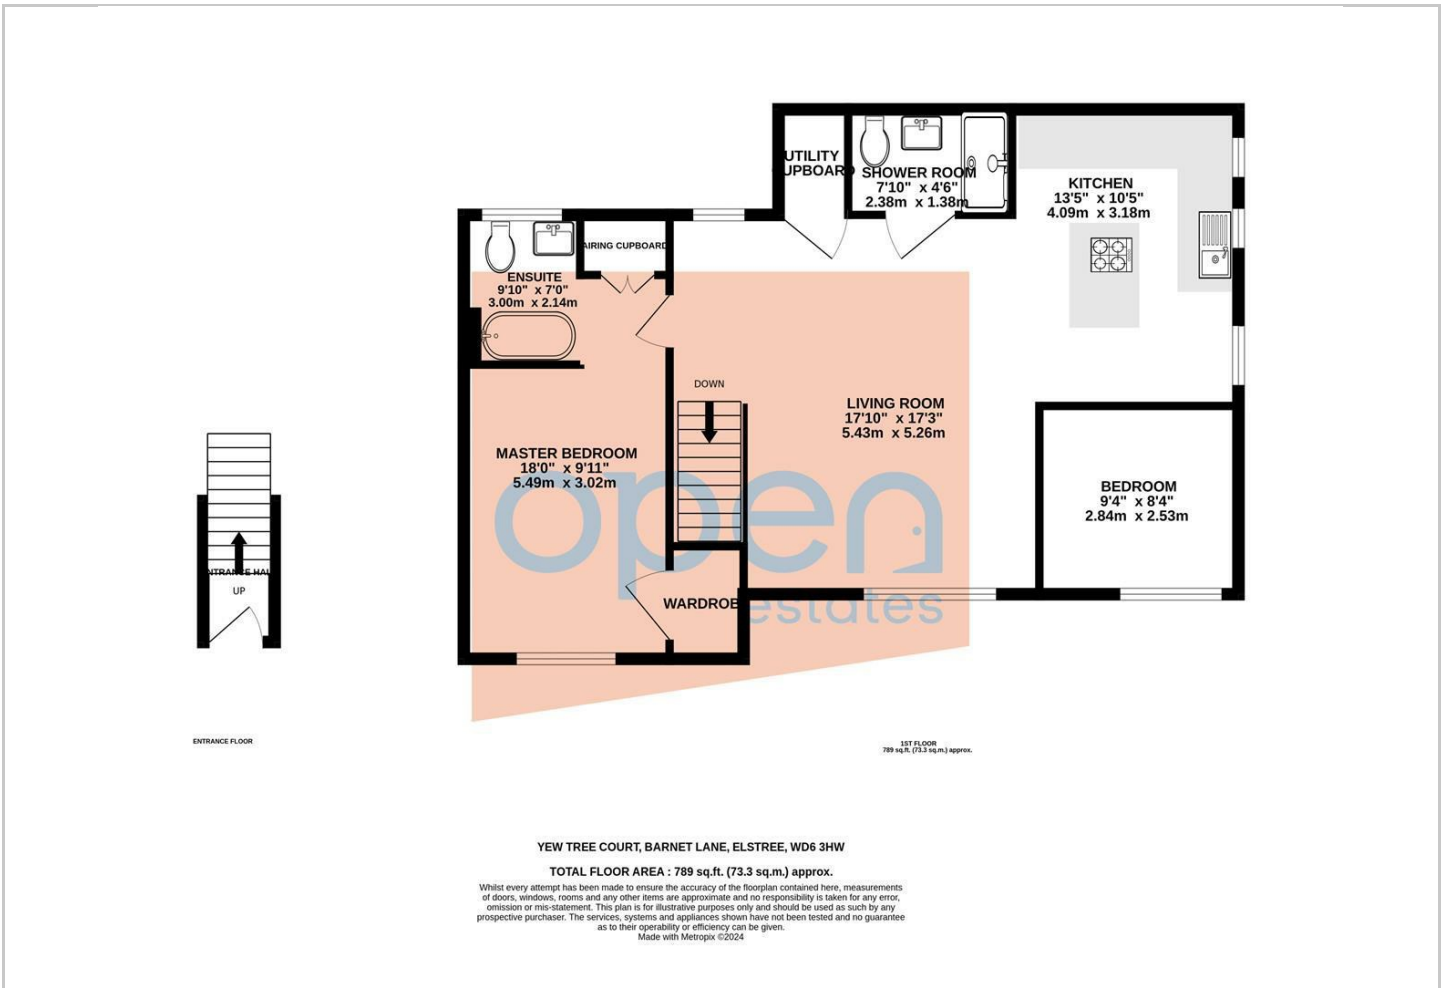 UTILITY
CUPBOARD
SHOWER ROOM
7'10" x 4'6"
2.38m x 1.38m
KITCHEN
13'5" x 10'5"
4.09m x 3.18m
AIRING CUPBOARD
ENSUITE
9'10" x 7'0"
3.00m x 2.14m
DOWN
LIVING ROOM
17'10" x 17'3"
5.43m x 5.26m
MASTER BEDROOM
18'0" x 9'11"
5.49m x 3.02m
BEDROOM
9'4" x 8'4"
2.84m x 2.53m
open
estates
WARDROB
ENTRANCE HALL
UP
ENTRANCE FLOOR
1ST FLOOR
789 sq.ft. (73.3 sq.m.) approx.
YEW TREE COURT, BARNET LANE, ELSTREE, WD6 3HW
TOTAL FLOOR AREA : 789 sq.ft. (73.3 sq.m.) approx.
Whilst every attempt has been made to ensure the accuracy of the floorplan contained here, measurements
of doors, windows, rooms and any other items are approximate and no responsibility is taken for any error,
omission or mis-statement. This plan is for illustrative purposes only and should be used as such by any
prospective purchaser. The services, systems and appliances shown have not been tested and no guarantee
as to their operability or efficiency can be given.
Made with Metropix ©2024